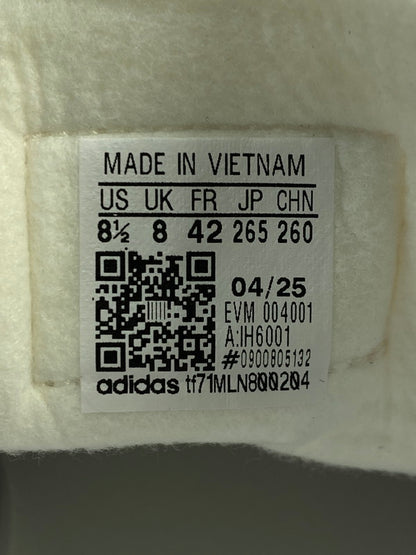 MADE IN VIETNAM
US UK FR JP CHN
8½ 8 42 265 260
04/25
EVM 004001
A:IH6001
#0900805132
adidas tf71MLN800204